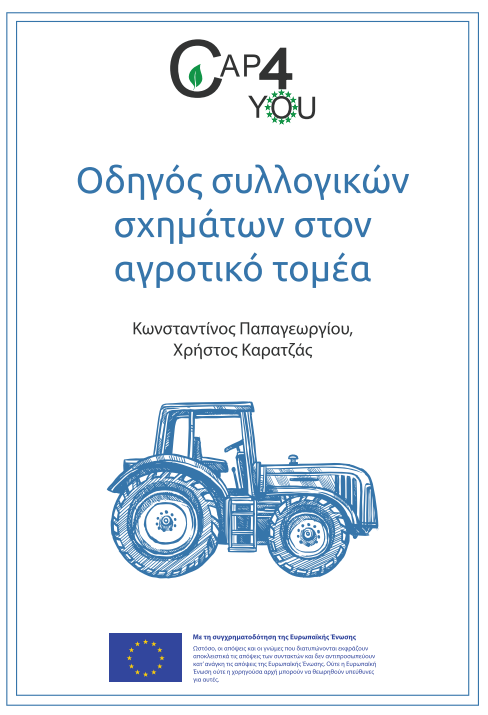 CAP4
YOU
Οδηγός συλλογικών
σχημάτων στον
αγροτικό τομέα
Κωνσταντίνος Παπαγεωργίου,
Χρήστος Καρατζάς
Με τη συγχρηματοδότηση της Ευρωπαϊκής Ένωσης
Ωστόσο, οι απόψεις και οι γνώμες που διατυπώνονται εκφράζουν
αποκλειστικά τις απόψεις των συντακτών και δεν αντιπροσωπεύουν
κατ' ανάγκη τις απόψεις της Ευρωπαϊκής Ένωσης. Ούτε η Ευρωπαϊκή
Ένωση ούτε η χορηγούσα αρχή μπορούν να θεωρηθούν υπεύθυνες
για αυτές.